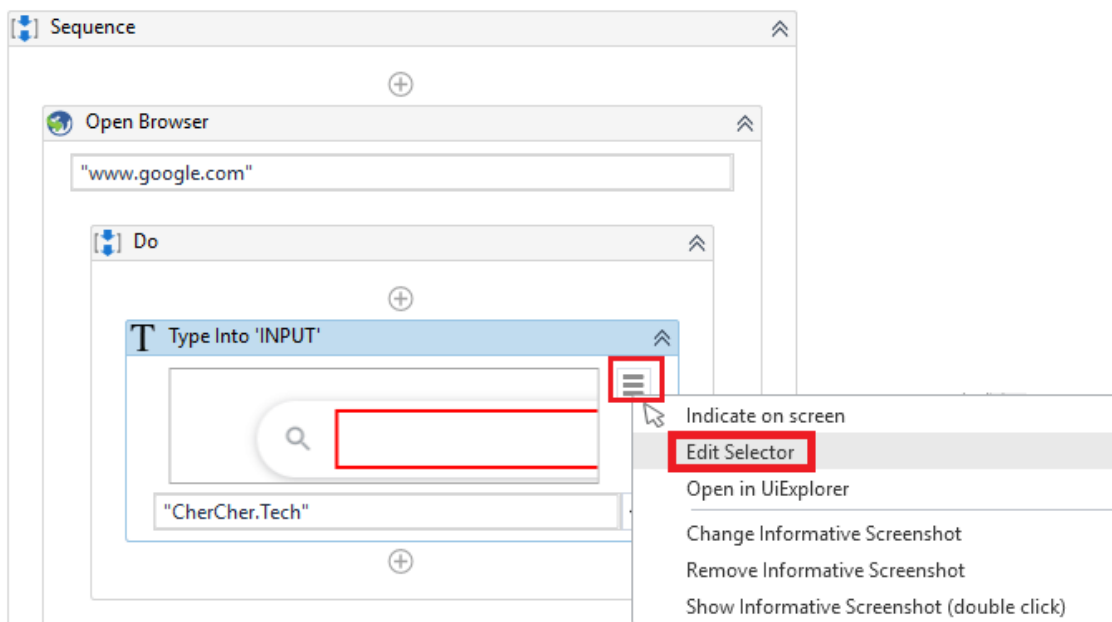 Sequence
Open Browser
"www.google.com"
Do
T Type Into 'INPUT'
Indicate on screen
Edit Selector
Open in UiExplorer
"CherCher.Tech"
Change Informative Screenshot
Remove Informative Screenshot
Show Informative Screenshot (double click)